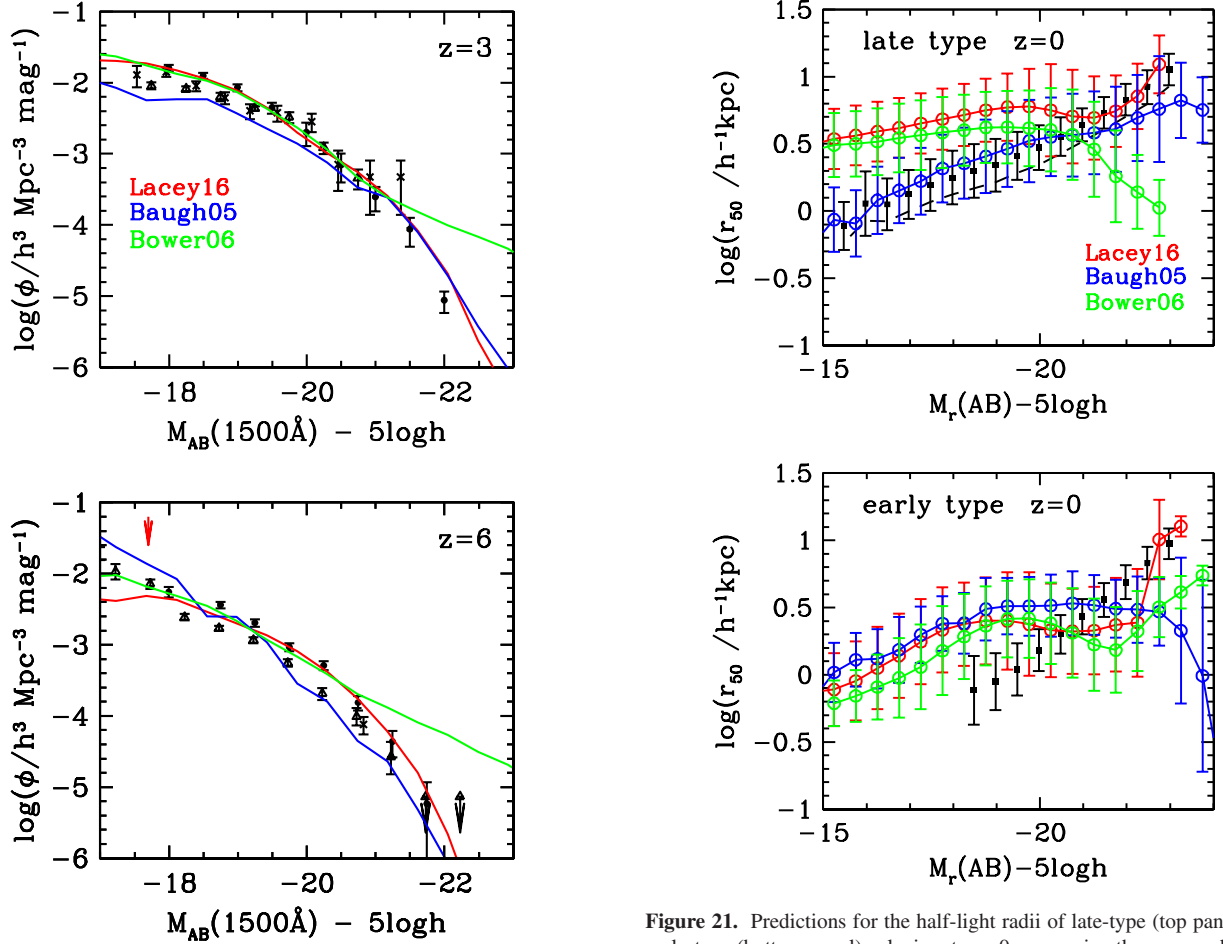 −1
−2
−3
−4
−5
−6
log(ϕ/h³ Mpc⁻³ mag⁻¹)
z=3
Lacey16
Baugh05
Bower06
−18 −20 −22
M_AB(1500Å) − 5logh
−1
−2
−3
−4
−5
−6
log(ϕ/h³ Mpc⁻³ mag⁻¹)
z=6
−18 −20 −22
M_AB(1500Å) − 5logh
1.5
1
0.5
0
−0.5
−1
log(r₅₀ /h⁻¹kpc)
late type z=0
Lacey16
Baugh05
Bower06
−15 −20
M_r(AB)−5logh
1.5
1
0.5
0
−0.5
−1
log(r₅₀ /h⁻¹kpc)
early type z=0
−15 −20
M_r(AB)−5logh
Figure 21. Predictions for the half-light radii of late-type (top pan